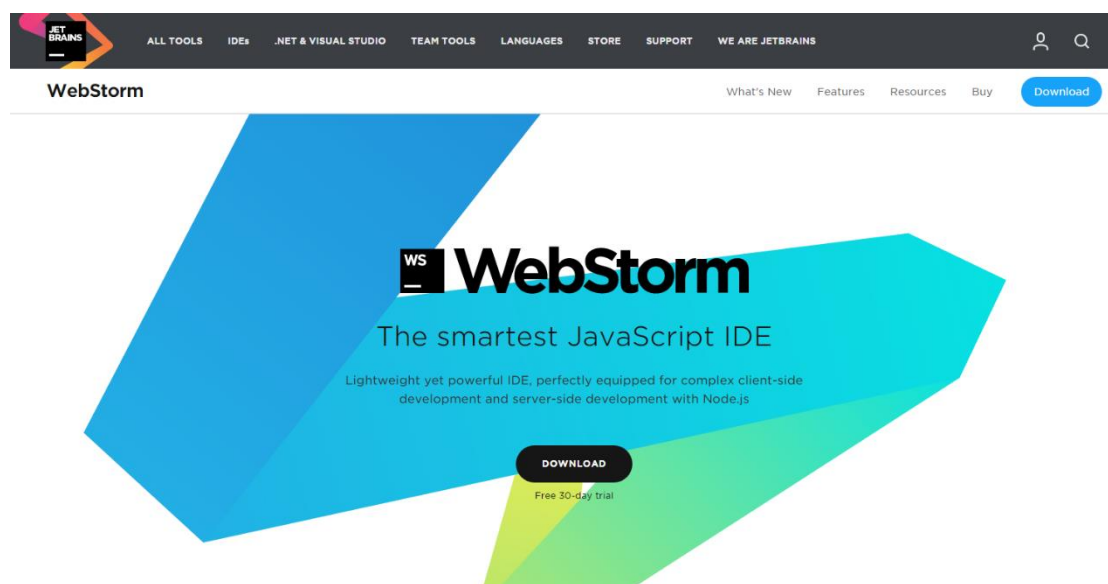 JET
BRAINS
ALL TOOLS IDEs .NET & VISUAL STUDIO TEAM TOOLS LANGUAGES STORE SUPPORT WE ARE JETBRAINS
WebStorm What's New Features Resources Buy Download
WS WebStorm
The smartest JavaScript IDE
Lightweight yet powerful IDE, perfectly equipped for complex client-side
development and server-side development with Node.js
DOWNLOAD
Free 30-day trial